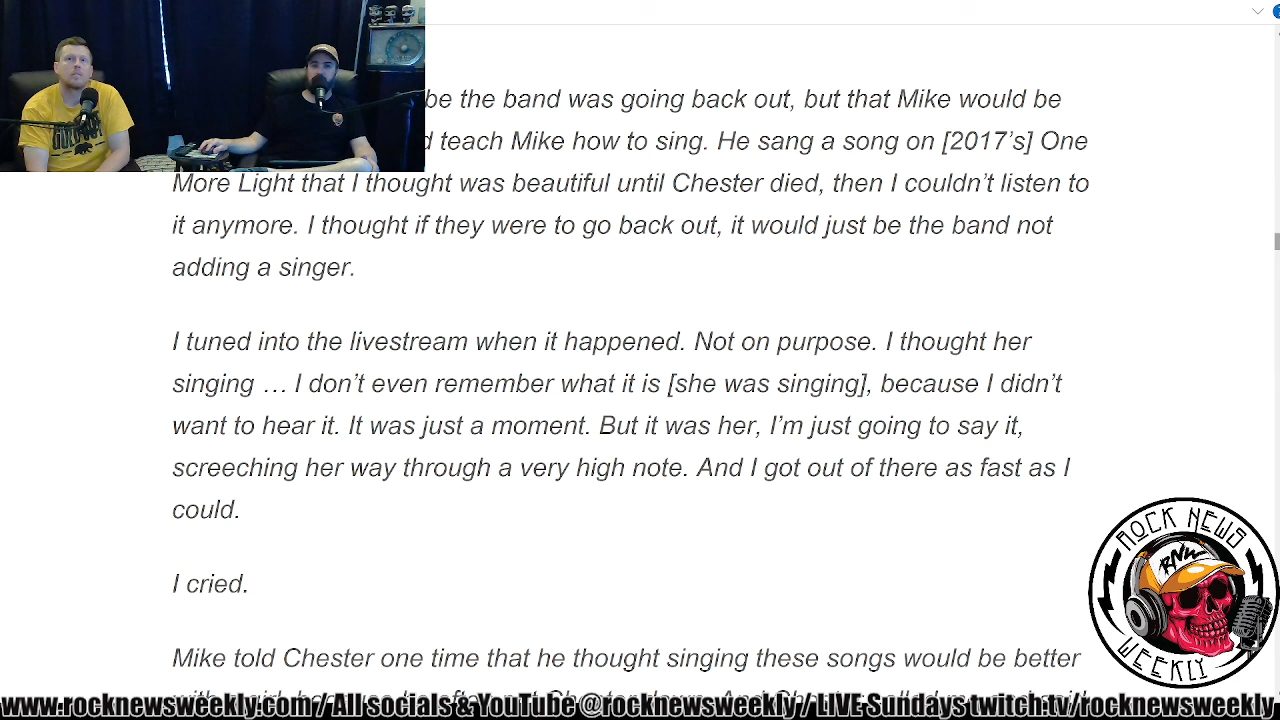 be the band was going back out, but that Mike would be
teach Mike how to sing. He sang a song on [2017’s] One
More Light that I thought was beautiful until Chester died, then I couldn’t listen to
it anymore. I thought if they were to go back out, it would just be the band not
adding a singer.
I tuned into the livestream when it happened. Not on purpose. I thought her
singing … I don’t even remember what it is [she was singing], because I didn’t
want to hear it. It was just a moment. But it was her, I’m just going to say it,
screeching her way through a very high note. And I got out of there as fast as I
could.
I cried.
Mike told Chester one time that he thought singing these songs would be better
ROCK NEWS
RNW
WEEKLY
www.rocknewsweekly.com / All socials & YouTube @rocknewsweekly / LIVE Sundays twitch.tv/rocknewsweekly